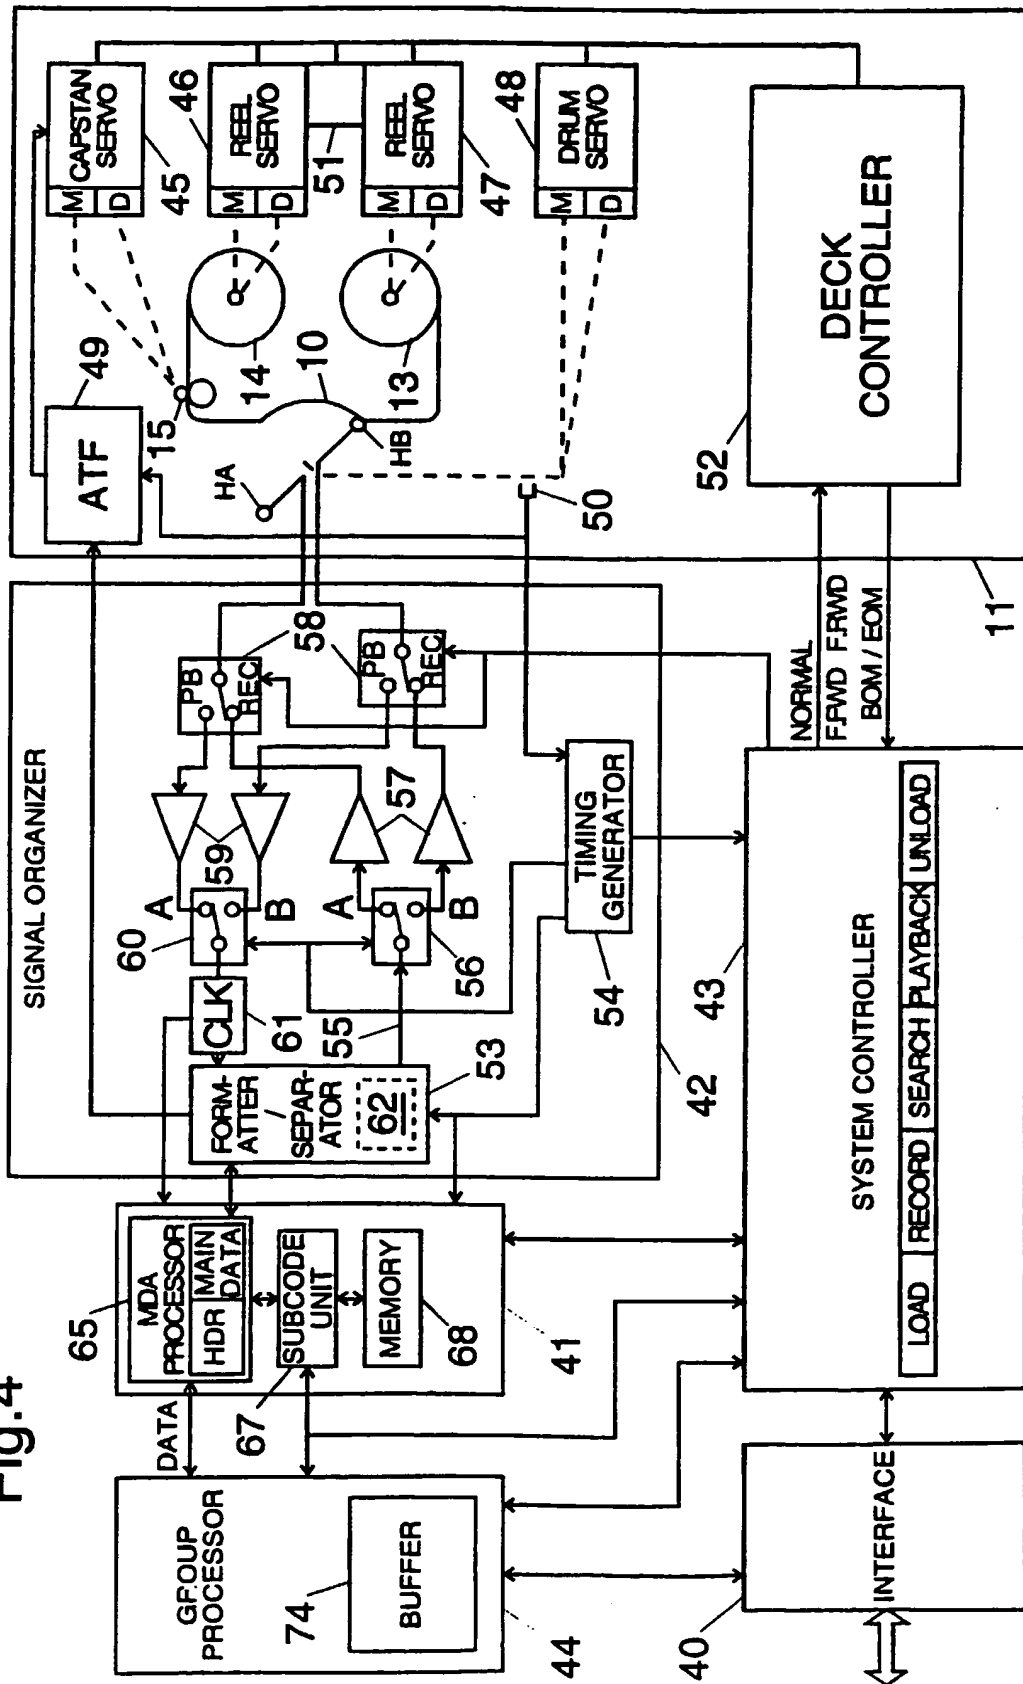 Fig.4
GROUP
PROCESSOR
74
BUFFER
44
DATA
65
MDA
PROCESSOR
HDR
MAIN
DATA
SUBCODE
UNIT
67
MEMORY
68
41
SIGNAL ORGANIZER
FORM-
ATTER
SEPAR-
ATOR
62
53
CLK
61
55
60
A
B
59
A
B
56
57
PB
REC
58
PB
REC
TIMING
GENERATOR
54
42
ATF
49
15
HA
HB
10
14
13
50
CAPSTAN
SERVO
M
D
45
46
REEL
SERVO
M
D
51
REEL
SERVO
M
D
47
48
DRUM
SERVO
M
D
DECK
CONTROLLER
52
11
NORMAL
F.FWD F.RWD
BOM / EOM
43
SYSTEM CONTROLLER
LOAD
RECORD
SEARCH
PLAYBACK
UNLOAD
40
INTERFACE